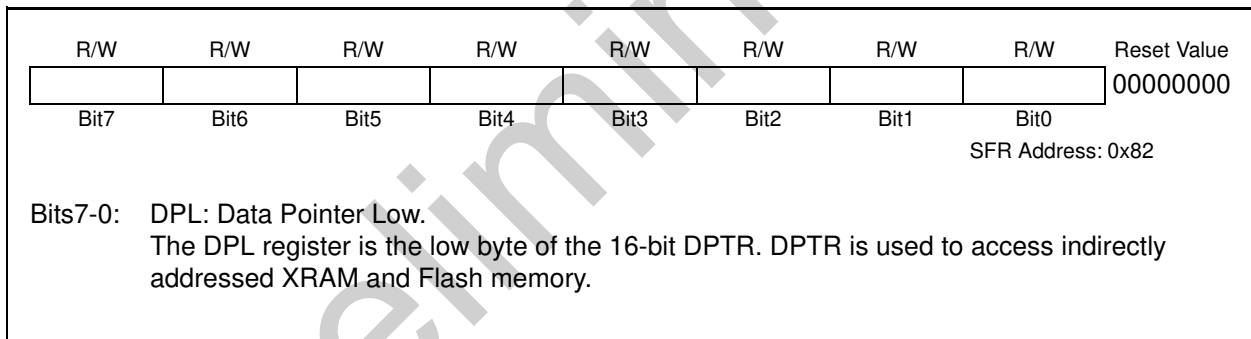 R/W R/W R/W R/W R/W R/W R/W R/W Reset Value
00000000
Bit7 Bit6 Bit5 Bit4 Bit3 Bit2 Bit1 Bit0
SFR Address: 0x82
Bits7-0: DPL: Data Pointer Low.
The DPL register is the low byte of the 16-bit DPTR. DPTR is used to access indirectly
addressed XRAM and Flash memory.
elimin